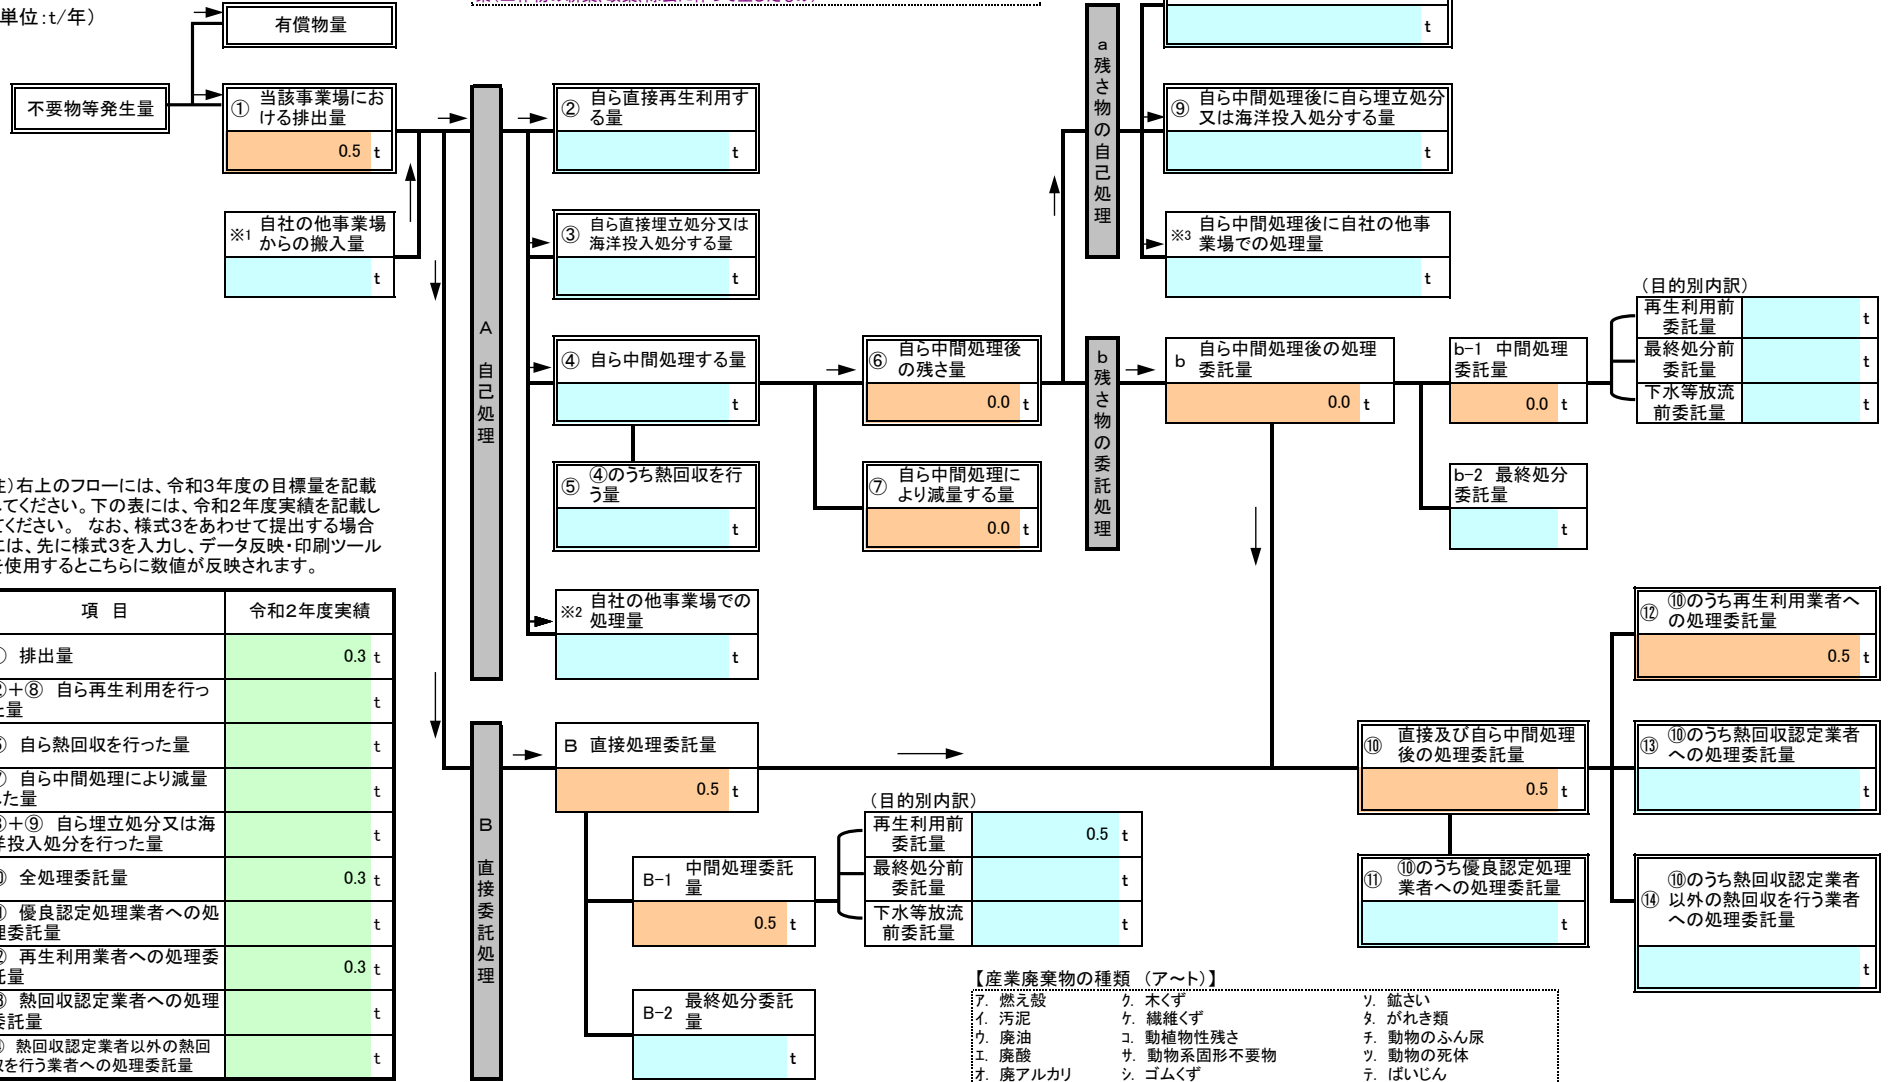 単位:t/年）
有償物量
t
不要物等発生量
① 当該事業場にお
ける排出量
0.5 t
※1 自社の他事業場
からの搬入量
t
A 自己処理
② 自ら直接再生利用す
る量
t
③ 自ら直接埋立処分又は
海洋投入処分する量
t
④ 自ら中間処理する量
t
⑤ ④のうち熱回収を行
う量
t
※2 自社の他事業場での
処理量
t
⑥ 自ら中間処理後
の残さ量
0.0 t
⑦ 自ら中間処理に
より減量する量
0.0 t
a残さ物の自己処理
⑨ 自ら中間処理後に自ら埋立処分
又は海洋投入処分する量
t
※3 自ら中間処理後に自社の他事
業場での処理量
t
b残さ物の委託処理
b 自ら中間処理後の処理
委託量
0.0 t
b-1 中間処理
委託量
0.0 t
b-2 最終処分
委託量
t
（目的別内訳）
再生利用前
委託量
t
最終処分前
委託量
t
下水等放流
前委託量
t
注）右上のフローには、令和3年度の目標量を記載
してください。下の表には、令和2年度実績を記載し
てください。 なお、様式3をあわせて提出する場合
には、先に様式3を入力し、データ反映・印刷ツール
を使用するとこちらに数値が反映されます。
項 目 令和2年度実績
排出量 0.3 t
②＋⑧ 自ら再生利用を行っ
た量 t
⑤ 自ら熱回収を行った量 t
⑦ 自ら中間処理により減量
した量 t
③＋⑨ 自ら埋立処分又は海
洋投入処分を行った量 t
全処理委託量 0.3 t
優良認定処理業者への処
理委託量 t
再生利用業者への処理委
託量 0.3 t
熱回収認定業者への処理
委託量 t
熱回収認定業者以外の熱回
収を行う業者への処理委託量 t
B 直接委託処理
B 直接処理委託量
0.5 t
B-1 中間処理委託
量
0.5 t
B-2 最終処分委託
量
t
（目的別内訳）
再生利用前
委託量
0.5 t
最終処分前
委託量
t
下水等放流
前委託量
t
⑩ 直接及び自ら中間処理
後の処理委託量
0.5 t
⑪ ⑩のうち優良認定処理
業者への処理委託量
t
⑫ ⑩のうち再生利用業者へ
の処理委託量
0.5 t
⑬ ⑩のうち熱回収認定業者
への処理委託量
t
⑭ ⑩のうち熱回収認定業者
以外の熱回収を行う業者
への処理委託量
t
【産業廃棄物の種類 （ア～ト）】
ア. 燃え殻 ク. 木くず ソ. 鉱さい
イ. 汚泥 ケ. 繊維くず タ. がれき類
ウ. 廃油 コ. 動植物性残さ チ. 動物のふん尿
エ. 廃酸 サ. 動物系固形不要物 ツ. 動物の死体
オ. 廃アルカリ シ. ゴムくず テ. ばいじん